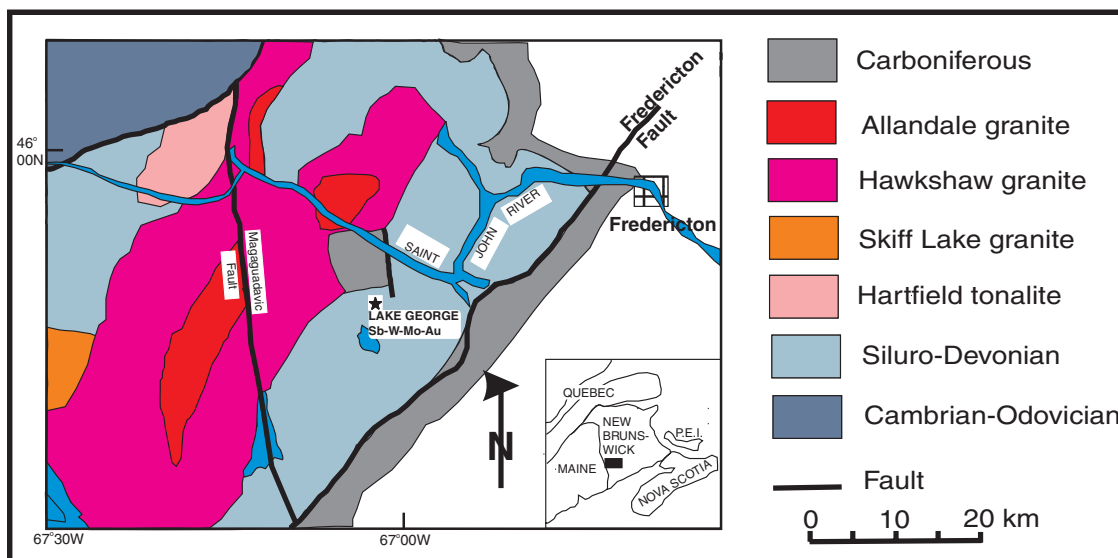 46°
00N
67°30W
67°00W
Fredericton
Fault
Fredericton
SAINT
JOHN
RIVER
Magaguadavic
Fault
LAKE GEORGE
Sb-W-Mo-Au
N
QUEBEC
NEW
BRUNS-
WICK
P.E.I.
MAINE
NOVA SCOTIA
Carboniferous
Allandale granite
Hawkshaw granite
Skiff Lake granite
Hartfield tonalite
Siluro-Devonian
Cambrian-Odovician
Fault
0 10 20 km